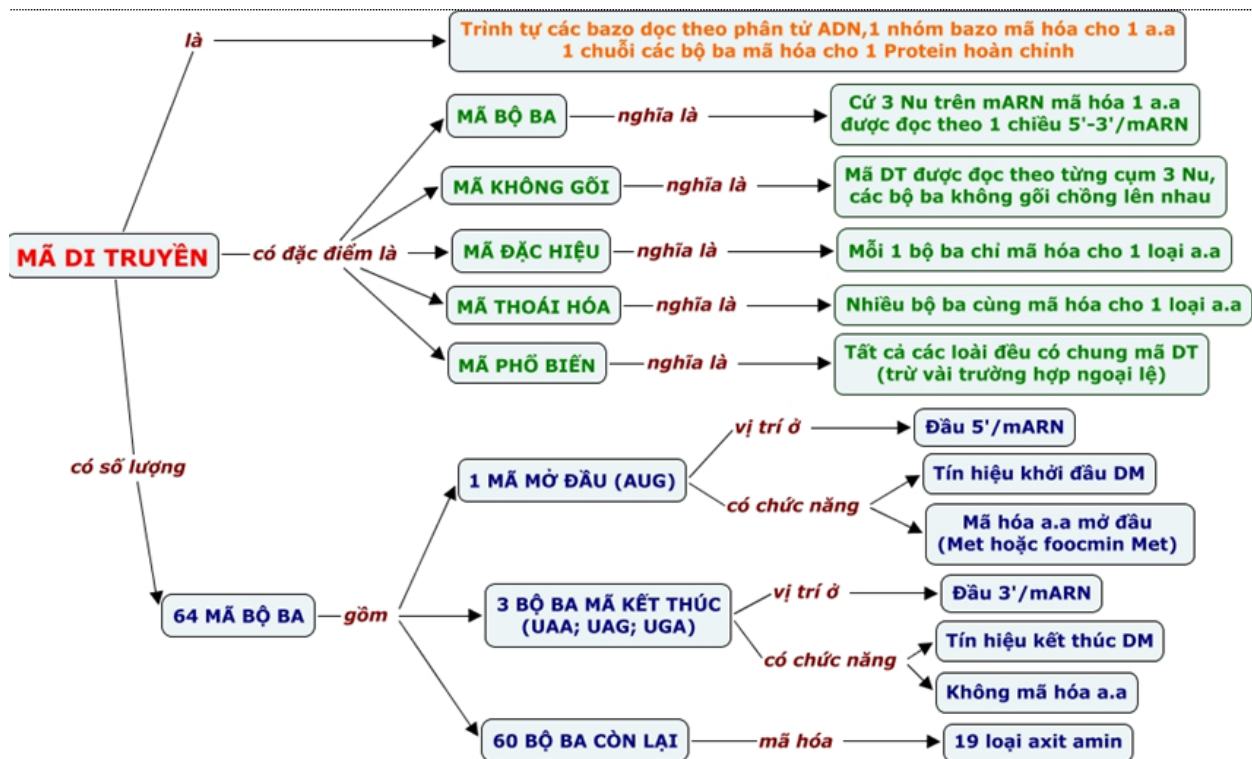 là
Trình tự các bazo dọc theo phân tử ADN,1 nhóm bazo mã hóa cho 1 a.a
1 chuỗi các bộ ba mã hóa cho 1 Protein hoàn chỉnh
MÃ DI TRUYỀN
có đặc điểm là
MÃ BỘ BA
nghĩa là
Cứ 3 Nu trên mARN mã hóa 1 a.a
được đọc theo 1 chiều 5'-3'/mARN
MÃ KHÔNG GỐI
nghĩa là
Mã DT được đọc theo từng cụm 3 Nu,
các bộ ba không gối chồng lên nhau
MÃ ĐẶC HIỆU
nghĩa là
Mỗi 1 bộ ba chỉ mã hóa cho 1 loại a.a
MÃ THOÁI HÓA
nghĩa là
Nhiều bộ ba cùng mã hóa cho 1 loại a.a
MÃ PHỔ BIẾN
nghĩa là
Tất cả các loài đều có chung mã DT
(trừ vài trường hợp ngoại lệ)
có số lượng
64 MÃ BỘ BA
gồm
1 MÃ MỞ ĐẦU (AUG)
vị trí ở
Đầu 5'/mARN
có chức năng
Tín hiệu khởi đầu DM
Mã hóa a.a mở đầu
(Met hoặc foocmin Met)
3 BỘ BA MÃ KẾT THÚC
(UAA; UAG; UGA)
vị trí ở
Đầu 3'/mARN
có chức năng
Tín hiệu kết thúc DM
Không mã hóa a.a
60 BỘ BA CÒN LẠI
mã hóa
19 loại axit amin